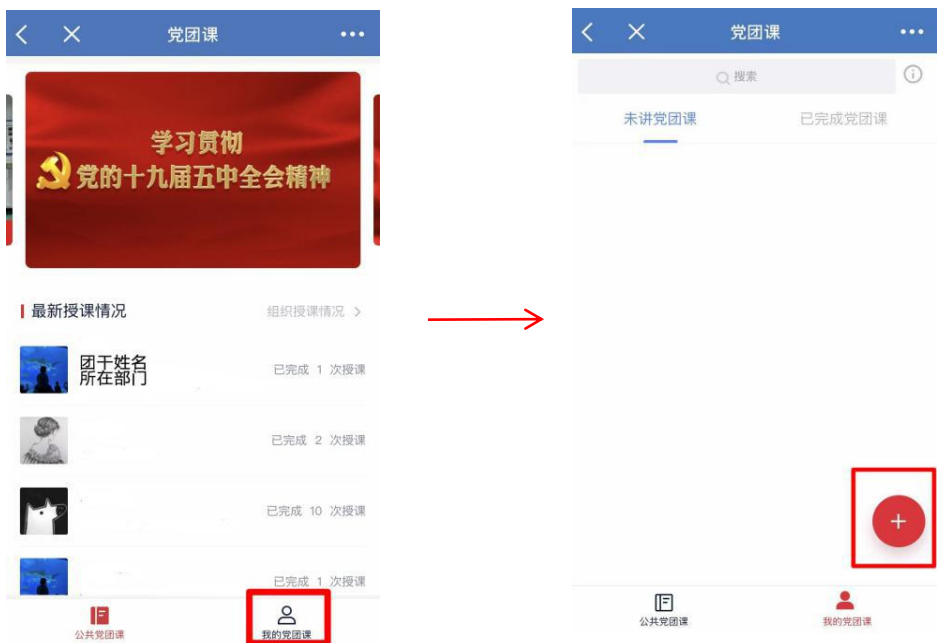 党团课
学习贯彻
党的十九届五中全会精神
最新授课情况
组织授课情况 >
团干姓名
所在部门
已完成 1 次授课
已完成 2 次授课
已完成 10 次授课
已完成 1 次授课
公共党团课
我的党团课
党团课
搜索
未讲党团课
已完成党团课
公共党团课
我的党团课